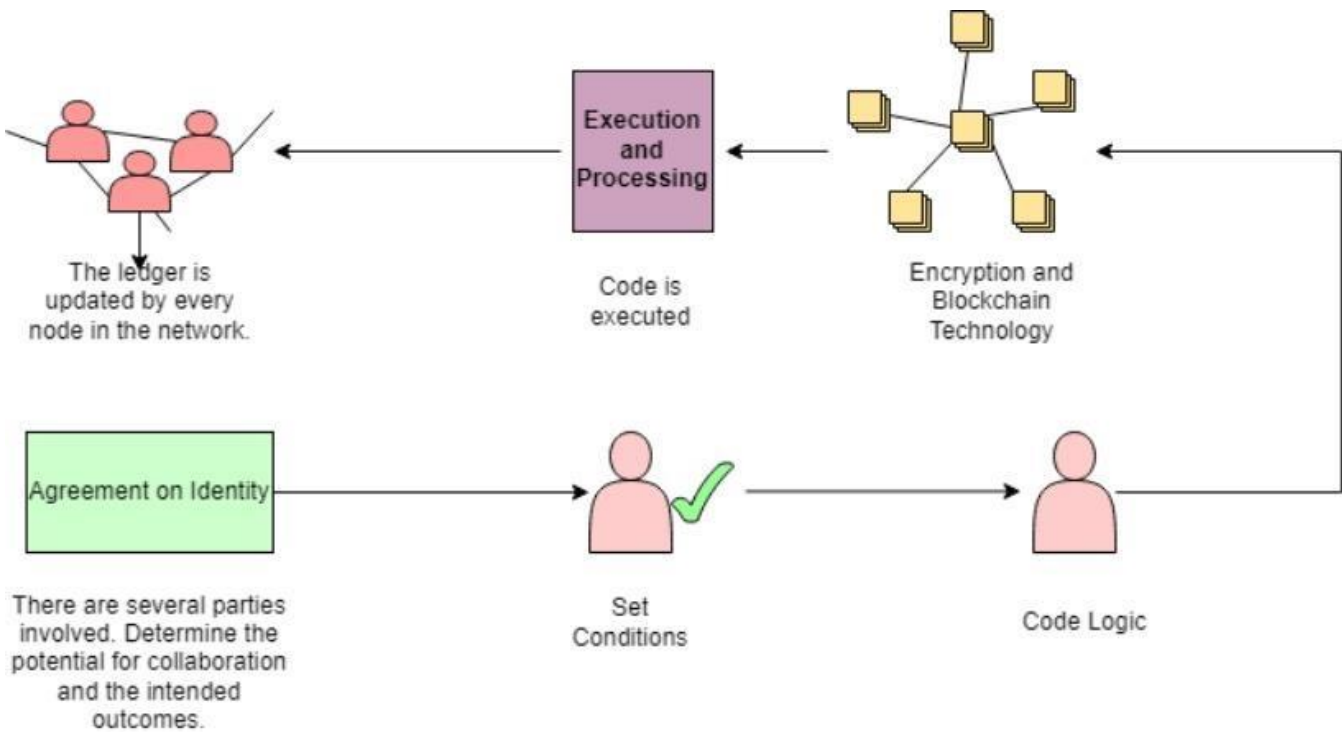 Execution
and
Processing
The ledger is
updated by every
node in the network.
Code is
executed
Encryption and
Blockchain
Technology
Agreement on Identity
There are several parties
involved. Determine the
potential for collaboration
and the intended
outcomes.
Set
Conditions
Code Logic